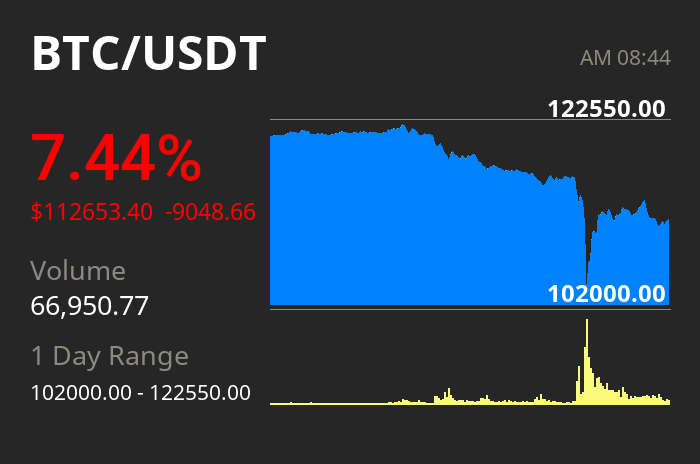 BTC/USDT
AM 08:44
122550.00
7.44%
$112653.40 -9048.66
Volume
66,950.77
102000.00
1 Day Range
102000.00 - 122550.00